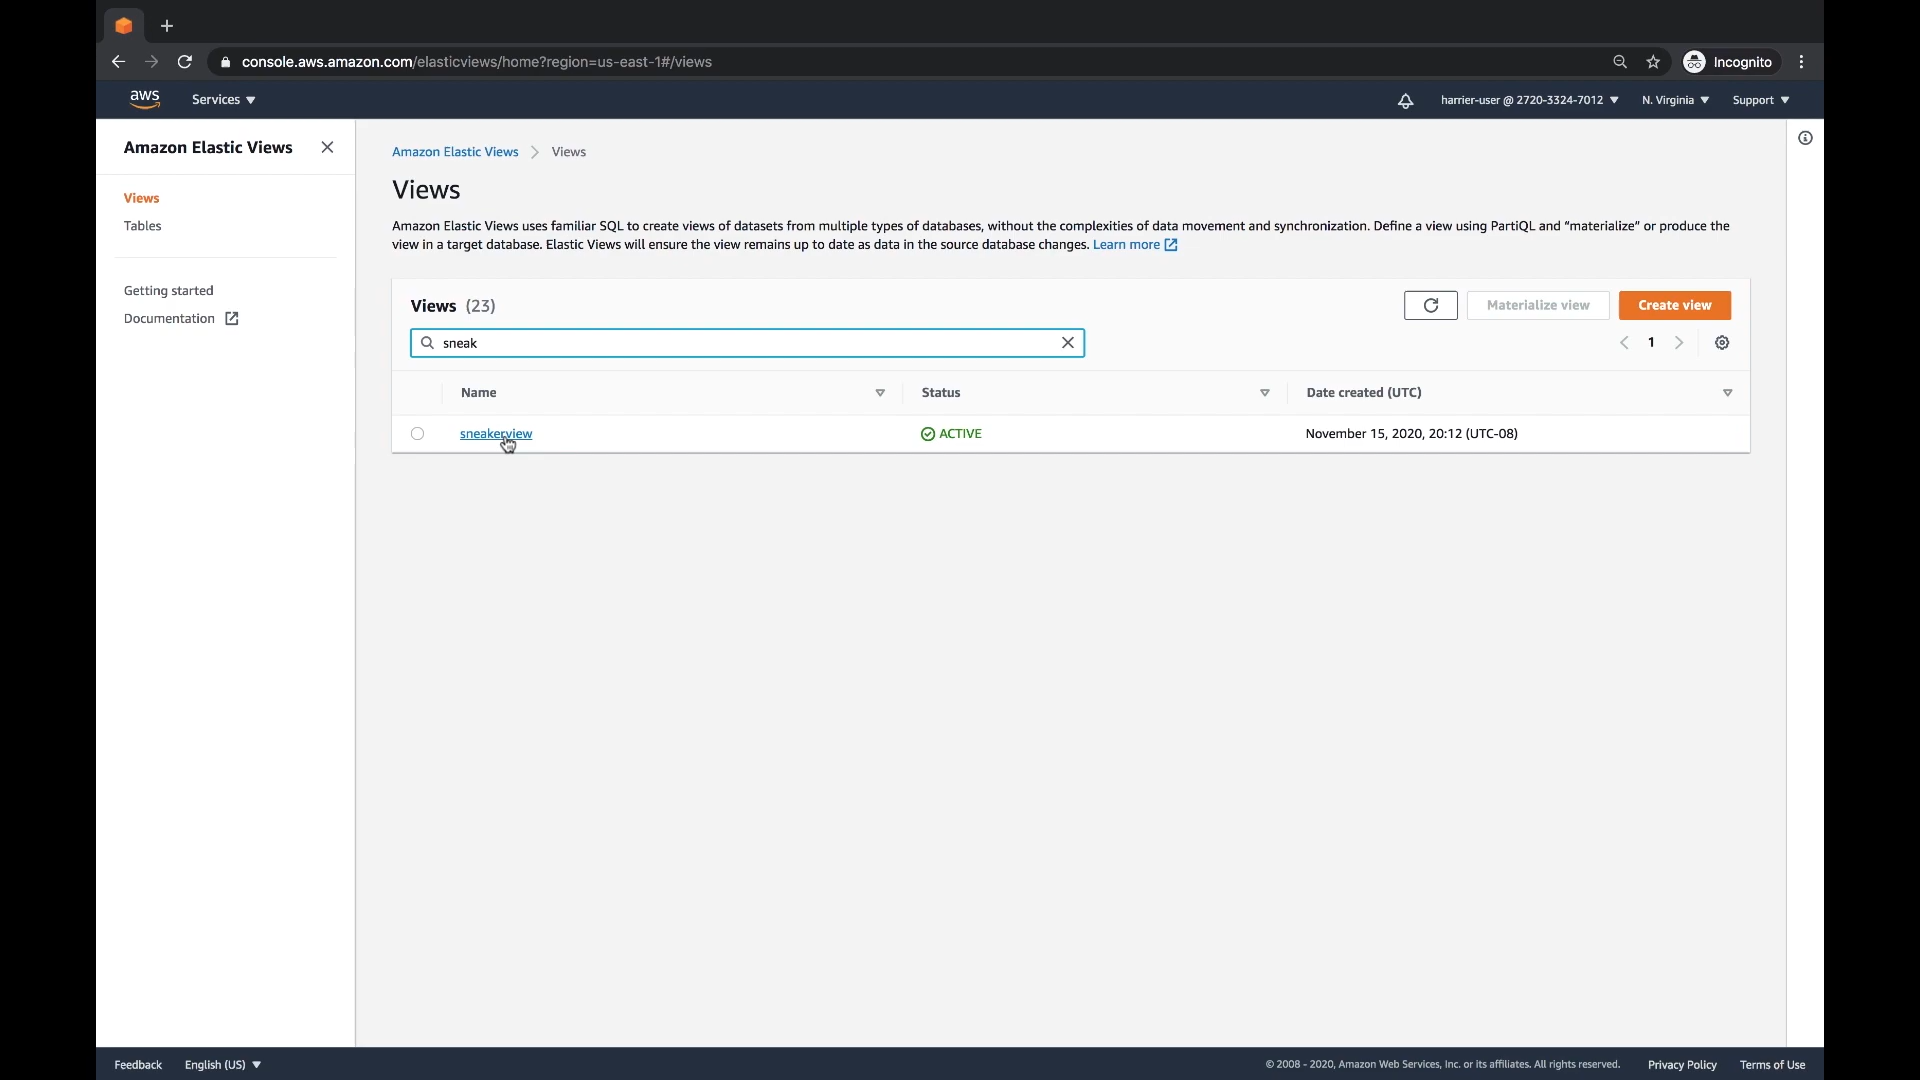 console.aws.amazon.com/elasticviews/home?region=us-east-1#/views
Incognito
aws
Services
harrier-user @ 2720-3324-7012
N. Virginia
Support
Amazon Elastic Views
Views
Tables
Getting started
Documentation
Amazon Elastic Views
Views
Views
Amazon Elastic Views uses familiar SQL to create views of datasets from multiple types of databases, without the complexities of data movement and synchronization. Define a view using PartiQL and “materialize” or produce the
view in a target database. Elastic Views will ensure the view remains up to date as data in the source database changes. Learn more
Views (23)
Materialize view
Create view
sneak
1
Name
Status
Date created (UTC)
sneakerview
ACTIVE
November 15, 2020, 20:12 (UTC-08)
Feedback
English (US)
© 2008 - 2020, Amazon Web Services, Inc. or its affiliates. All rights reserved.
Privacy Policy
Terms of Use